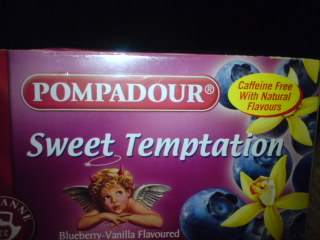 POMPADOUR®
Caffeine Free
With Natural
Flavours
Sweet Temptation
Blueberry-Vanilla Flavoured